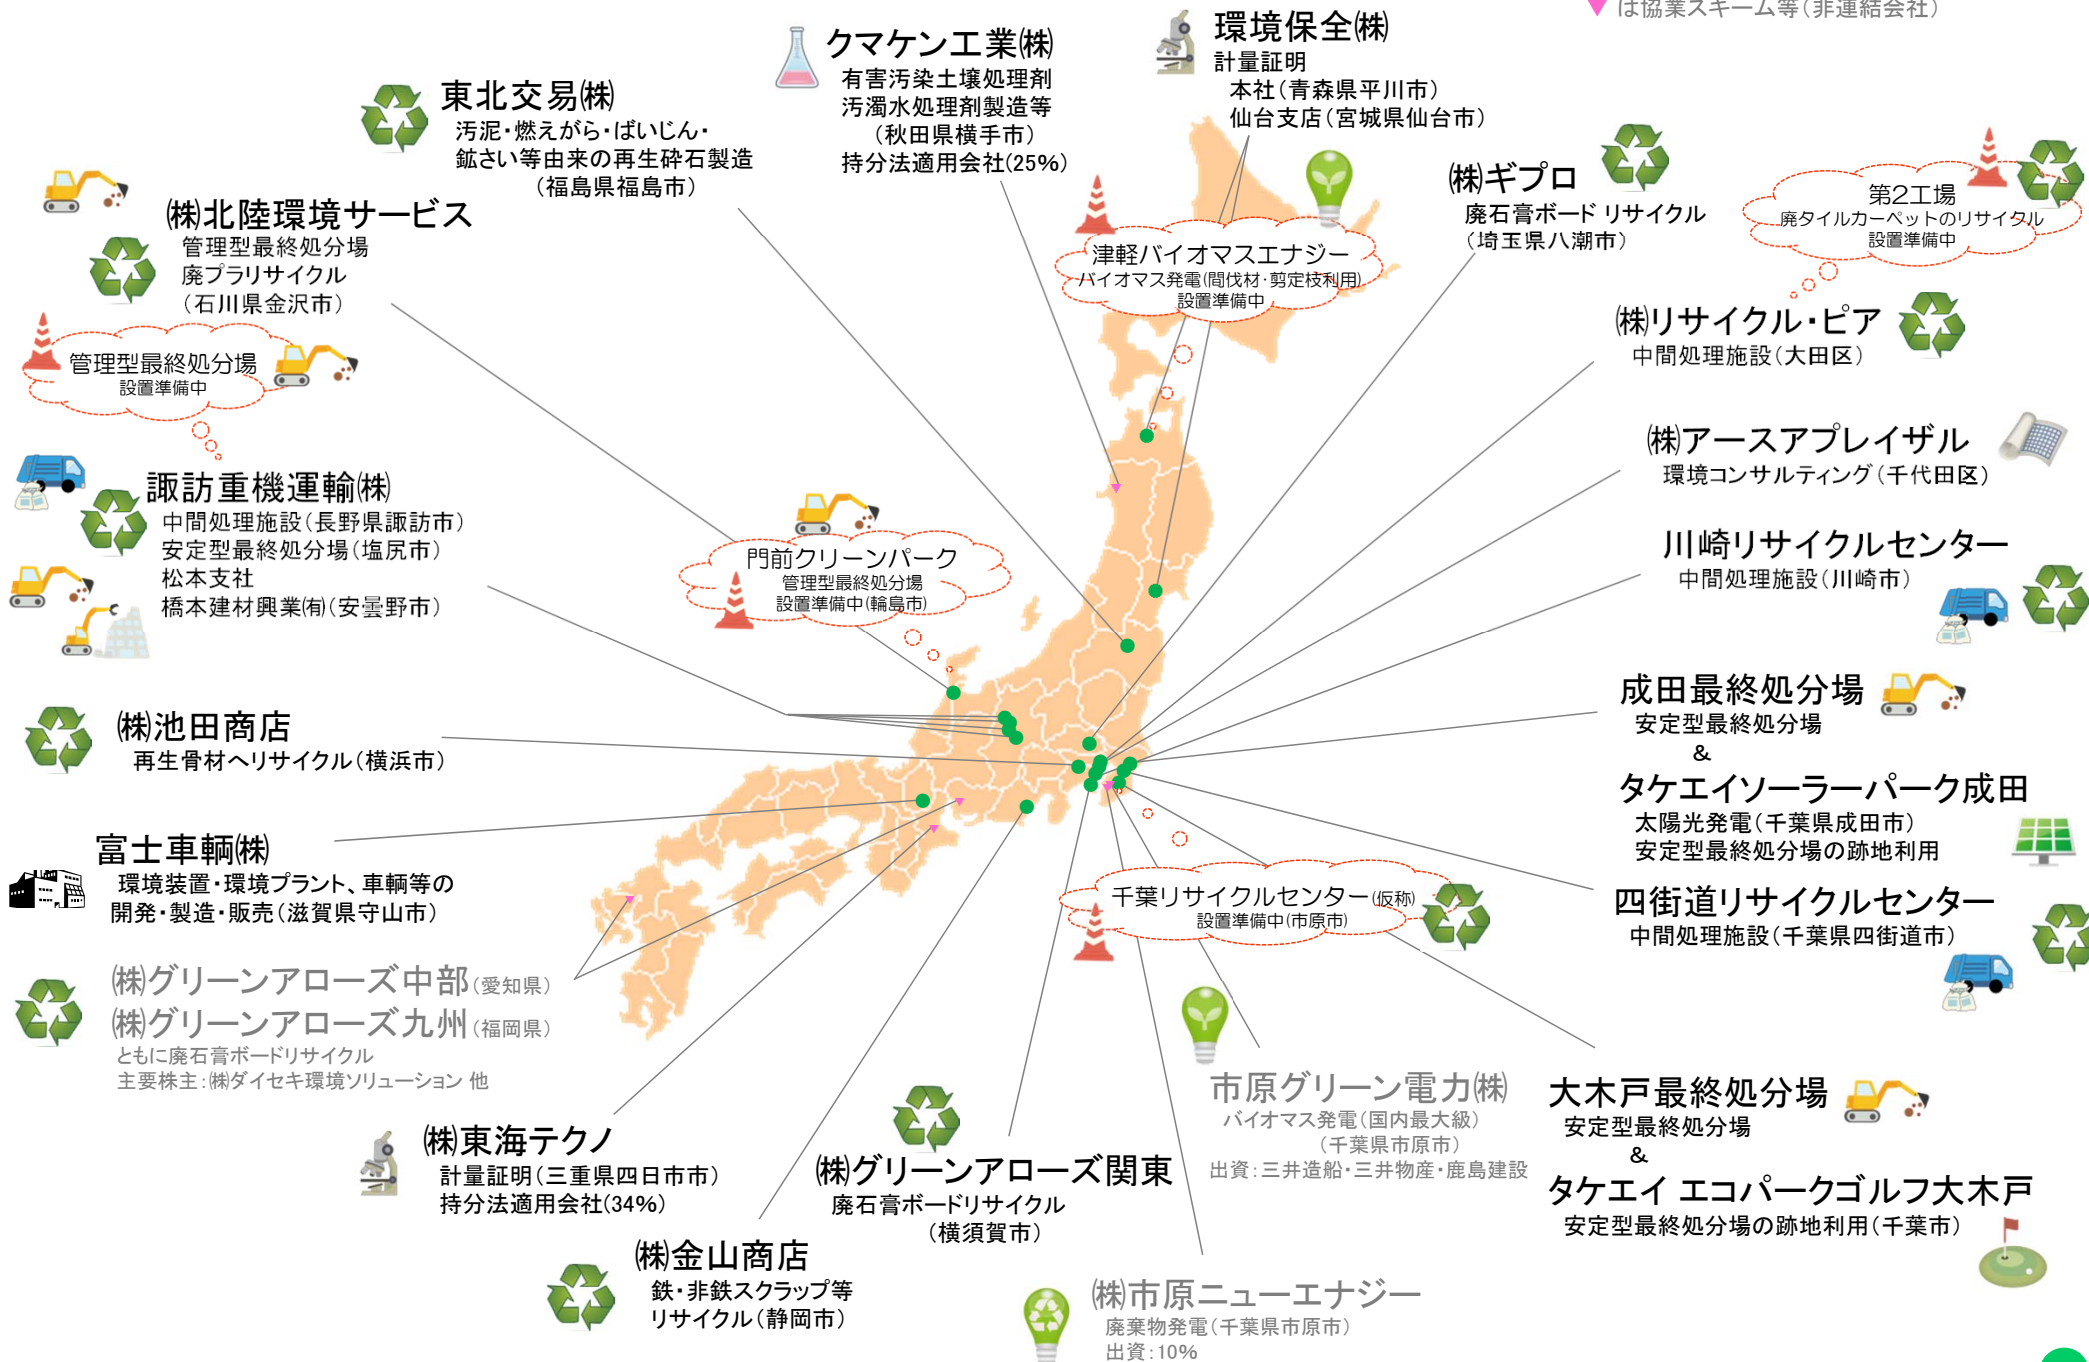 ▼ は協業スキーム等(非連結会社)
環境保全㈱
計量証明
本社(青森県平川市)
仙台支店(宮城県仙台市)
クマケン工業㈱
有害汚染土壌処理剤
汚濁水処理剤製造等
(秋田県横手市)
持分法適用会社(25%)
東北交易㈱
汚泥・燃えがら・ばいじん・
鉱さい等由来の再生砕石製造
(福島県福島市)
㈱北陸環境サービス
管理型最終処分場
廃プラリサイクル
(石川県金沢市)
管理型最終処分場
設置準備中
諏訪重機運輸㈱
中間処理施設(長野県諏訪市)
安定型最終処分場(塩尻市)
松本支社
橋本建材興業㈲(安曇野市)
門前クリーンパーク
管理型最終処分場
設置準備中(輪島市)
津軽バイオマスエナジー
バイオマス発電(間伐材・剪定枝利用)
設置準備中
㈱ギプロ
廃石膏ボード リサイクル
(埼玉県八潮市)
第2工場
廃タイルカーペットのリサイクル
設置準備中
㈱リサイクル・ピア
中間処理施設(大田区)
㈱アースアプレイザル
環境コンサルティング(千代田区)
川崎リサイクルセンター
中間処理施設(川崎市)
成田最終処分場
安定型最終処分場
&
タケエイソーラーパーク成田
太陽光発電(千葉県成田市)
安定型最終処分場の跡地利用
四街道リサイクルセンター
中間処理施設(千葉県四街道市)
㈱池田商店
再生骨材へリサイクル(横浜市)
富士車輌㈱
環境装置・環境プラント、車輌等の
開発・製造・販売(滋賀県守山市)
㈱グリーンアローズ中部(愛知県)
㈱グリーンアローズ九州(福岡県)
ともに廃石膏ボードリサイクル
主要株主:㈱ダイセキ環境ソリューション 他
㈱東海テクノ
計量証明(三重県四日市市)
持分法適用会社(34%)
㈱金山商店
鉄・非鉄スクラップ等
リサイクル(静岡市)
㈱グリーンアローズ関東
廃石膏ボードリサイクル
(横須賀市)
千葉リサイクルセンター(仮称)
設置準備中(市原市)
市原グリーン電力㈱
バイオマス発電(国内最大級)
(千葉県市原市)
出資:三井造船・三井物産・鹿島建設
㈱市原ニューエナジー
廃棄物発電(千葉県市原市)
出資:10%
大木戸最終処分場
安定型最終処分場
&
タケエイ エコパークゴルフ大木戸
安定型最終処分場の跡地利用(千葉市)